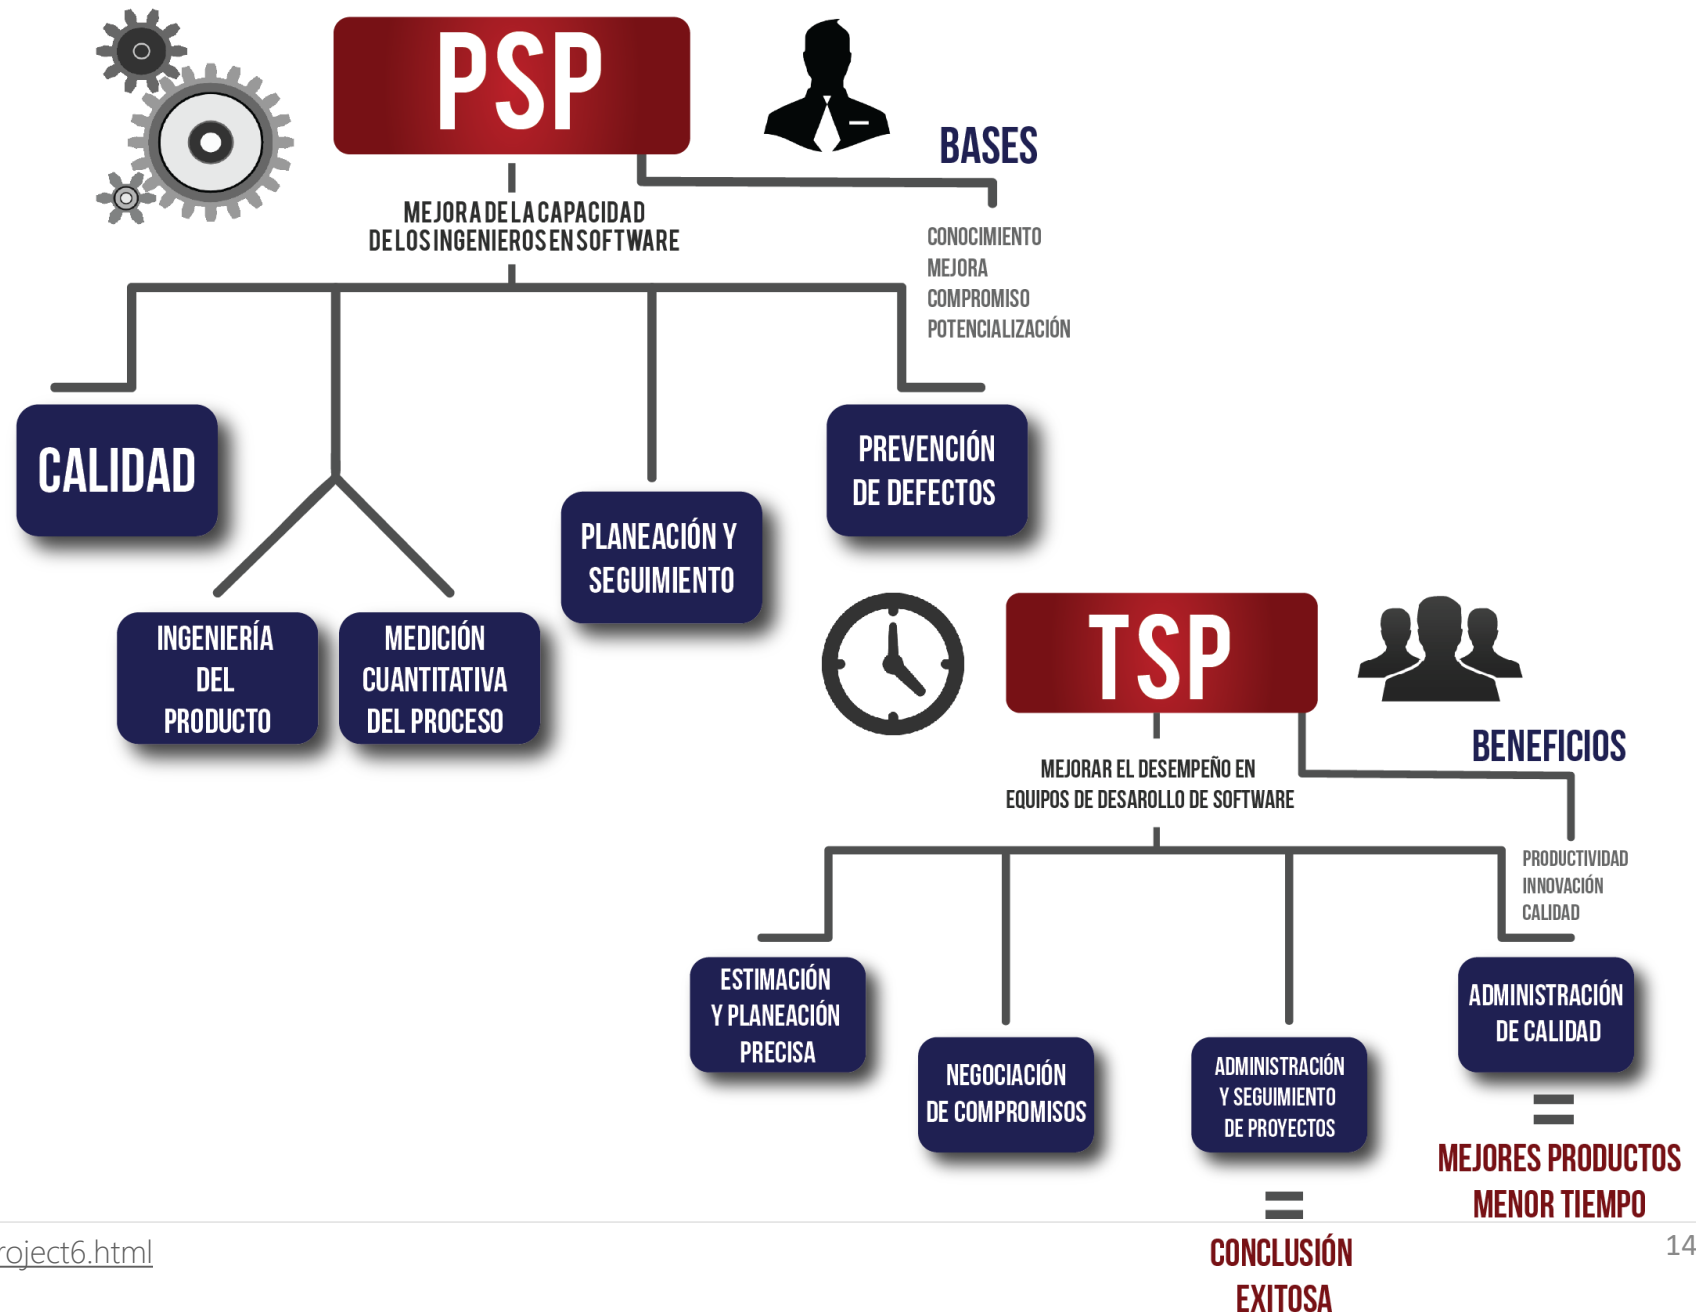 PSP
BASES
MEJORA DE LA CAPACIDAD
DE LOS INGENIEROS EN SOFTWARE
CONOCIMIENTO
MEJORA
COMPROMISO
POTENCIALIZACIÓN
CALIDAD
INGENIERÍA
DEL
PRODUCTO
MEDICIÓN
CUANTITATIVA
DEL PROCESO
PLANEACIÓN Y
SEGUIMIENTO
PREVENCIÓN
DE DEFECTOS
TSP
BENEFICIOS
MEJORAR EL DESEMPEÑO EN
EQUIPOS DE DESAROLLO DE SOFTWARE
PRODUCTIVIDAD
INNOVACIÓN
CALIDAD
ESTIMACIÓN
Y PLANEACIÓN
PRECISA
NEGOCIACIÓN
DE COMPROMISOS
ADMINISTRACIÓN
Y SEGUIMIENTO
DE PROYECTOS
=
CONCLUSIÓN
EXITOSA
ADMINISTRACIÓN
DE CALIDAD
=
MEJORES PRODUCTOS
MENOR TIEMPO
roject6.html
14